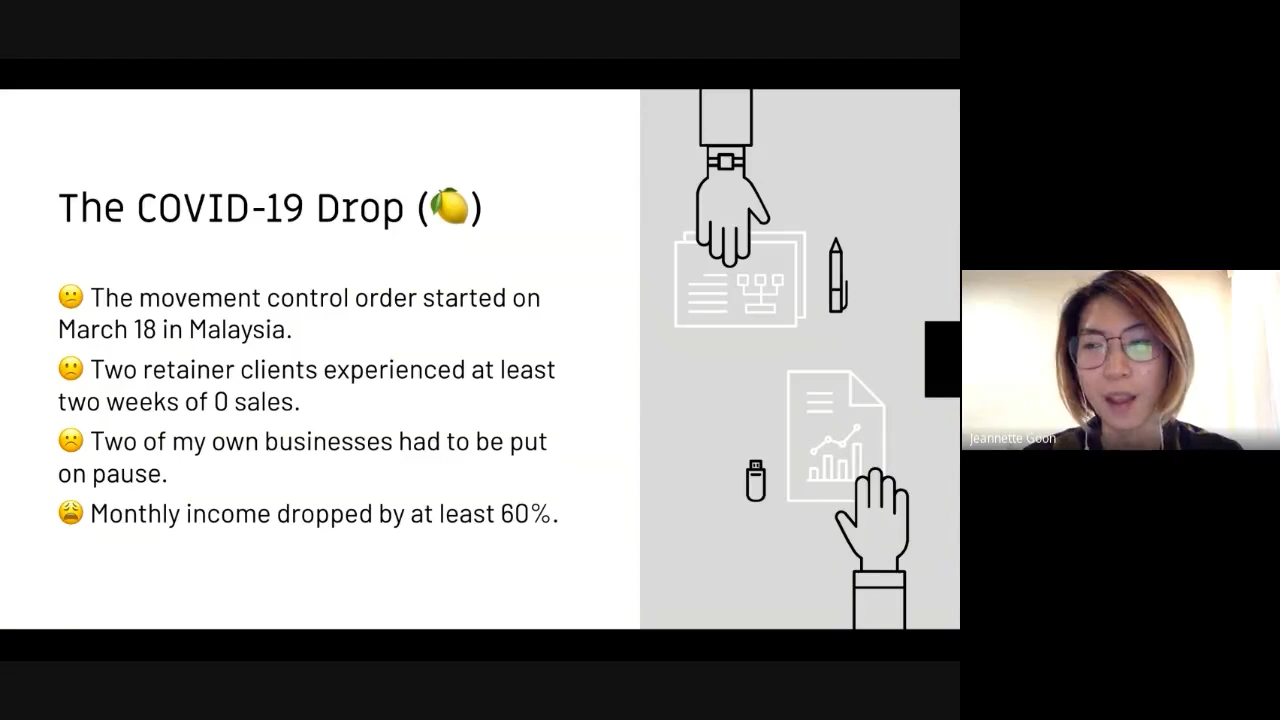 The COVID-19 Drop (🍋)
😕 The movement control order started on
March 18 in Malaysia.
🙁 Two retainer clients experienced at least
two weeks of 0 sales.
☹️ Two of my own businesses had to be put
on pause.
😩 Monthly income dropped by at least 60%.
Jeannette Goon